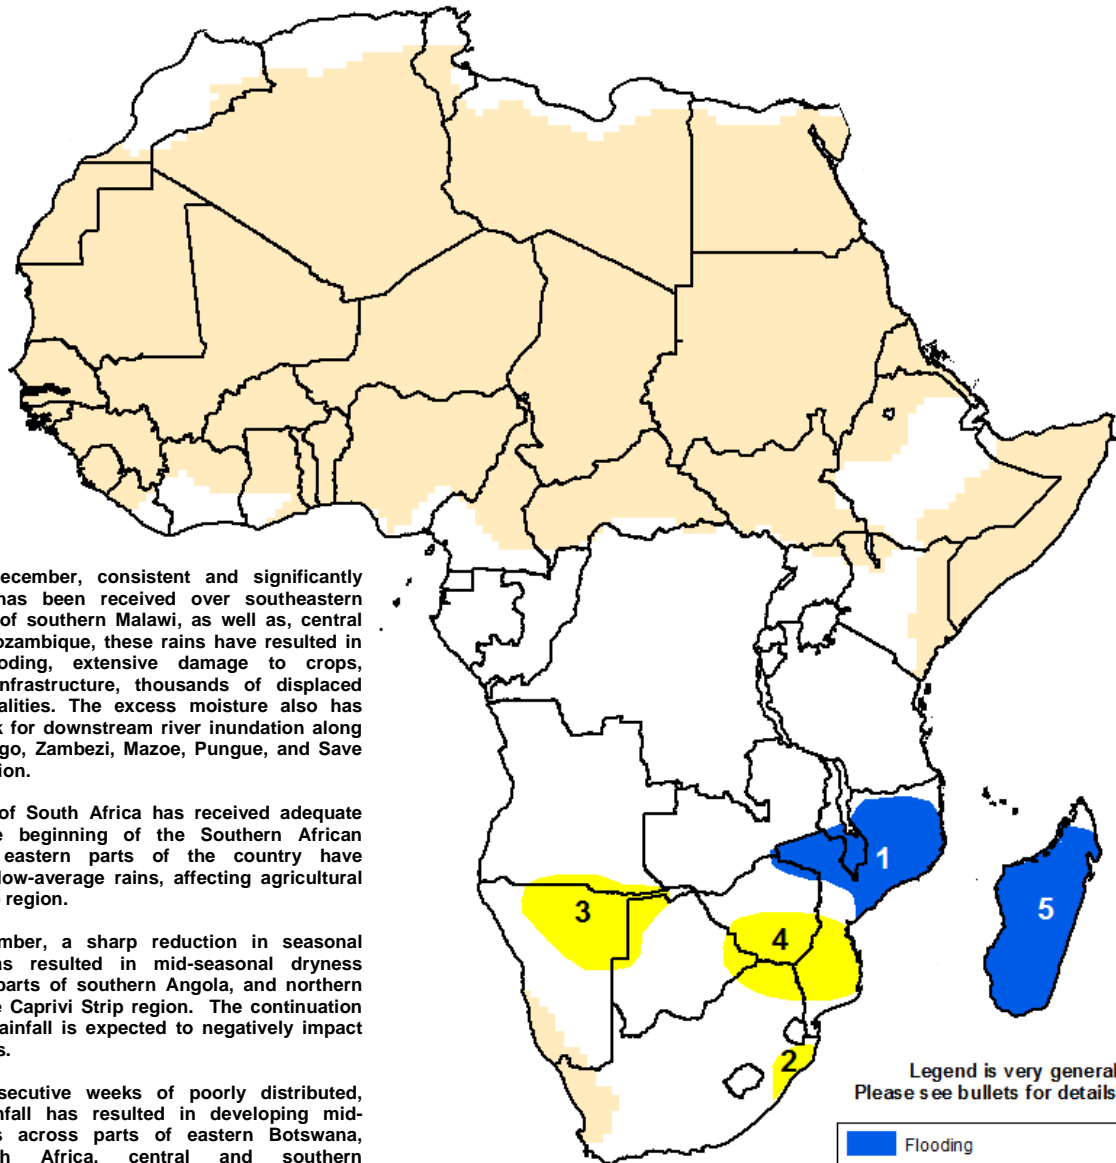 ecember, consistent and significantly
has been received over southeastern
of southern Malawi, as well as, central
ozambique, these rains have resulted in
oding, extensive damage to crops,
nfrastructure, thousands of displaced
alities. The excess moisture also has
k for downstream river inundation along
go, Zambezi, Mazoe, Pungue, and Save
ion.
of South Africa has received adequate
e beginning of the Southern African
eastern parts of the country have
low-average rains, affecting agricultural
region.
mber, a sharp reduction in seasonal
as resulted in mid-seasonal dryness
parts of southern Angola, and northern
e Caprivi Strip region. The continuation
ainfall is expected to negatively impact
s.
secutive weeks of poorly distributed,
nfall has resulted in developing mid-
s across parts of eastern Botswana,
th Africa, central and southern
1
5
3
4
2
Legend is very general
Please see bullets for details
Flooding